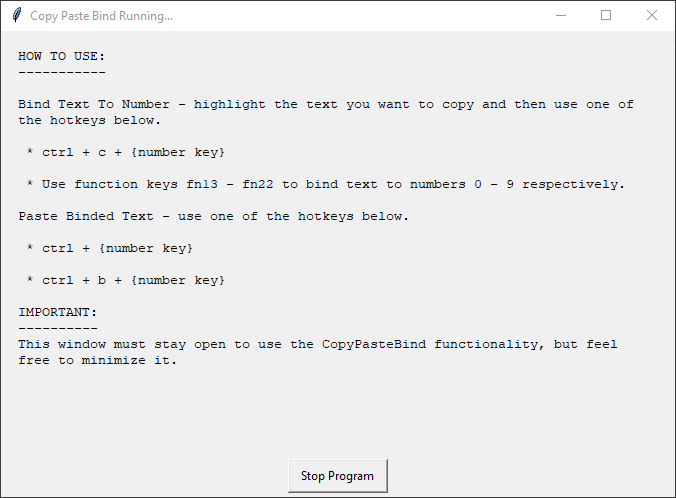 Copy Paste Bind Running...
HOW TO USE:
-----------
Bind Text To Number - highlight the text you want to copy and then use one of
the hotkeys below.
* ctrl + c + {number key}
* Use function keys fn13 - fn22 to bind text to numbers 0 - 9 respectively.
Paste Binded Text - use one of the hotkeys below.
* ctrl + {number key}
* ctrl + b + {number key}
IMPORTANT:
----------
This window must stay open to use the CopyPasteBind functionality, but feel
free to minimize it.
Stop Program